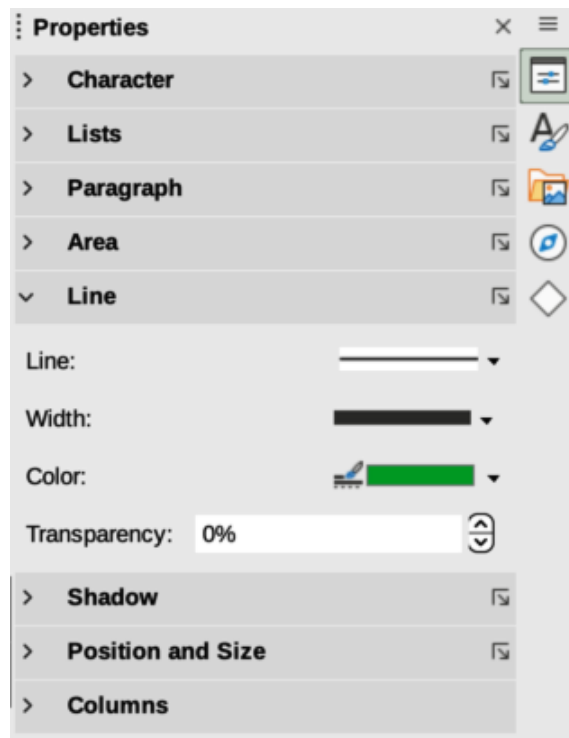 Properties
Character
Lists
Paragraph
Area
Line
Line:
Width:
Color:
Transparency: 0%
Shadow
Position and Size
Columns